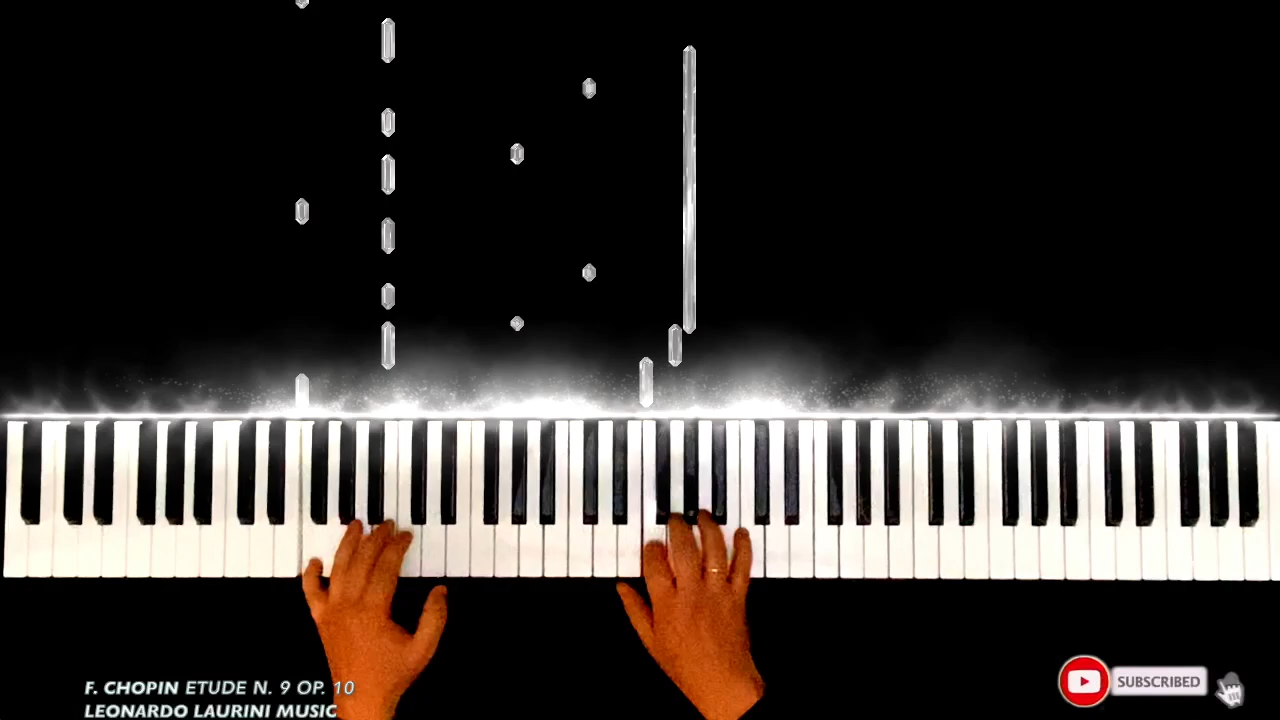 F. CHOPIN ETUDE N. 9 OP. 10
LEONARDO LAURINI MUSIC
SUBSCRIBED